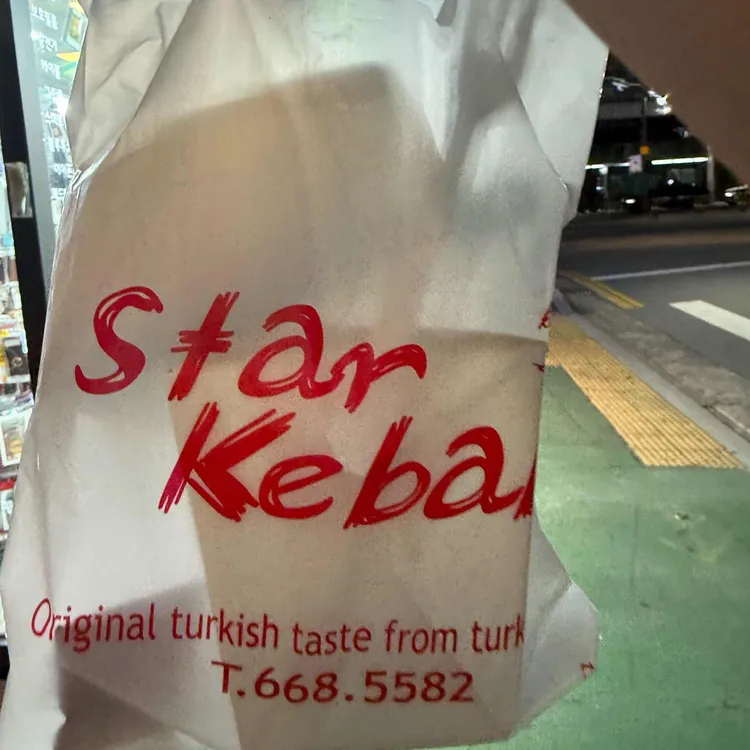 Star
Keba
Original turkish taste from turk
T.668.5582